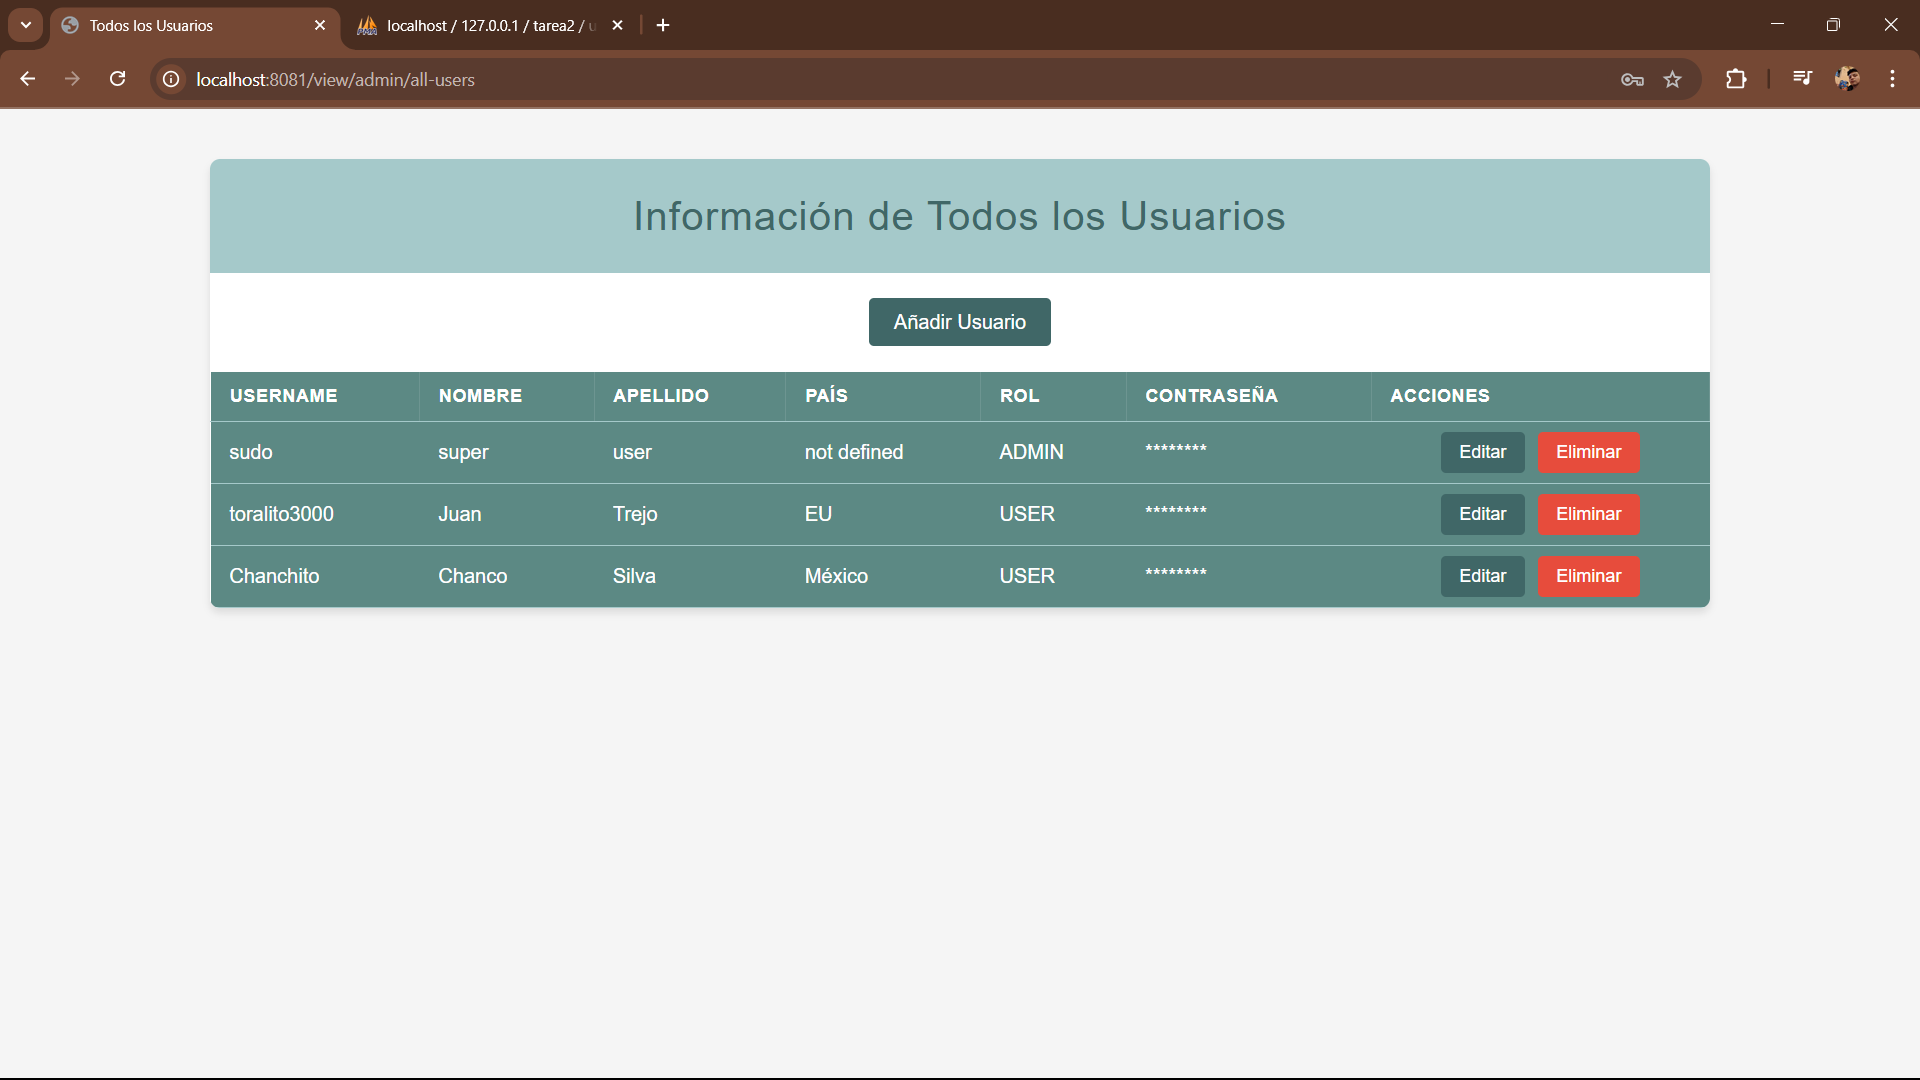 Todos los Usuarios
localhost / 127.0.0.1 / tarea2 / u
localhost:8081/view/admin/all-users
Información de Todos los Usuarios
Añadir Usuario
USERNAME NOMBRE APELLIDO PAÍS ROL CONTRASEÑA ACCIONES
sudo super user not defined ADMIN ******** Editar Eliminar
toralito3000 Juan Trejo EU USER ******** Editar Eliminar
Chanchito Chanco Silva México USER ******** Editar Eliminar